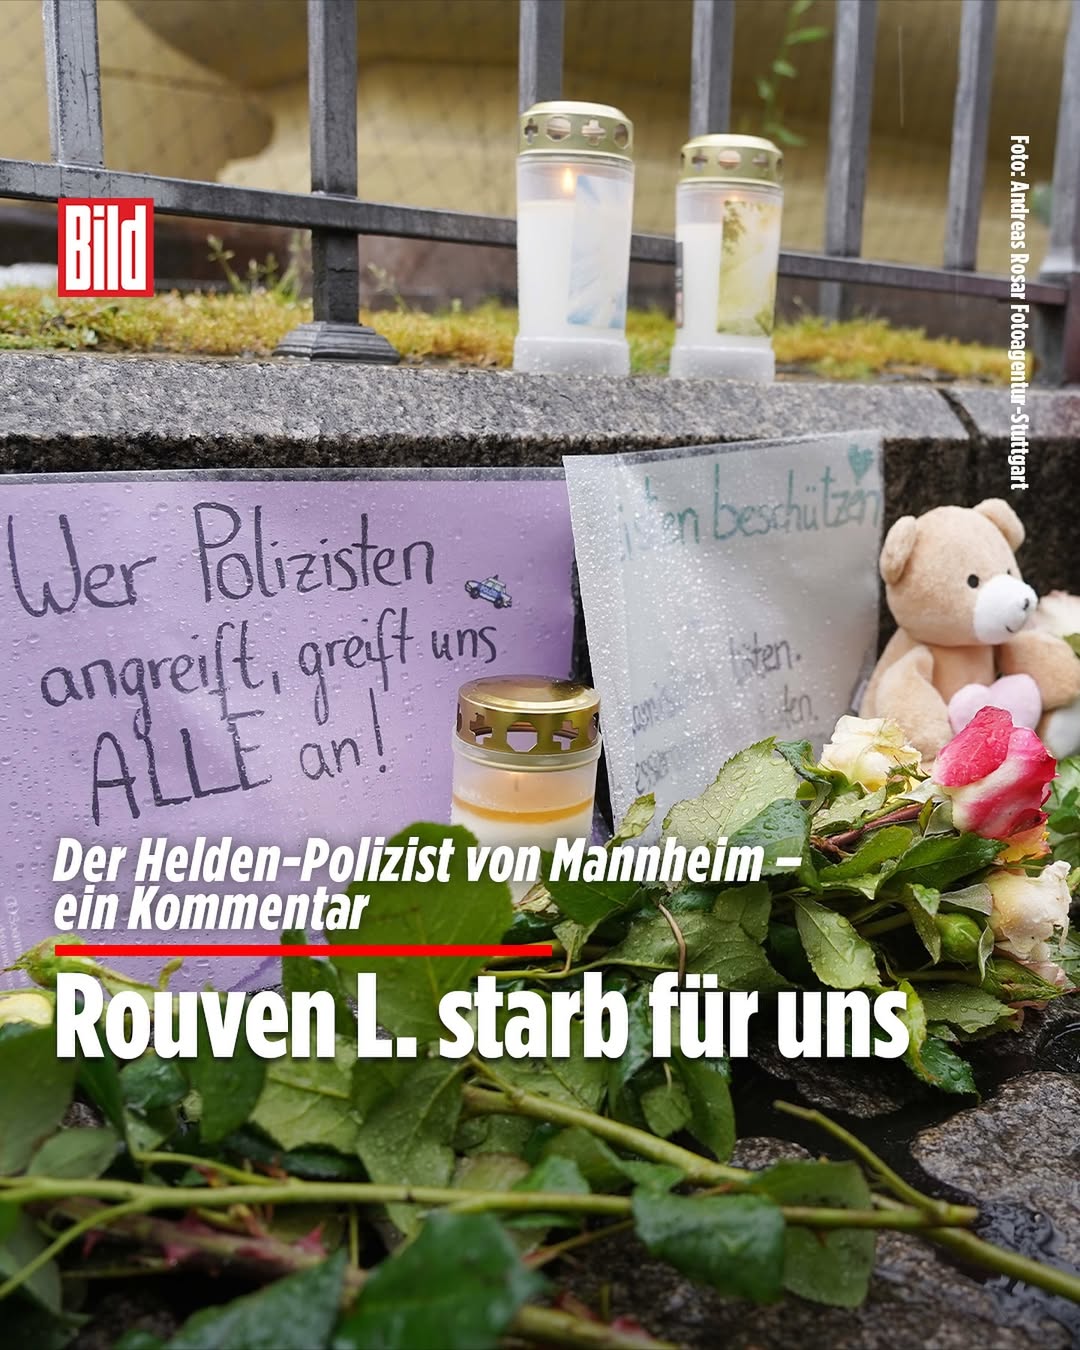 Foto: Andreas Rosar Fotoagentur-Stuttgart
Bild
Wer Polizisten
angreift, greift uns
ALLE an!
beschützen
töten.
Der Helden-Polizist von Mannheim –
ein Kommentar
Rouven L. starb für uns